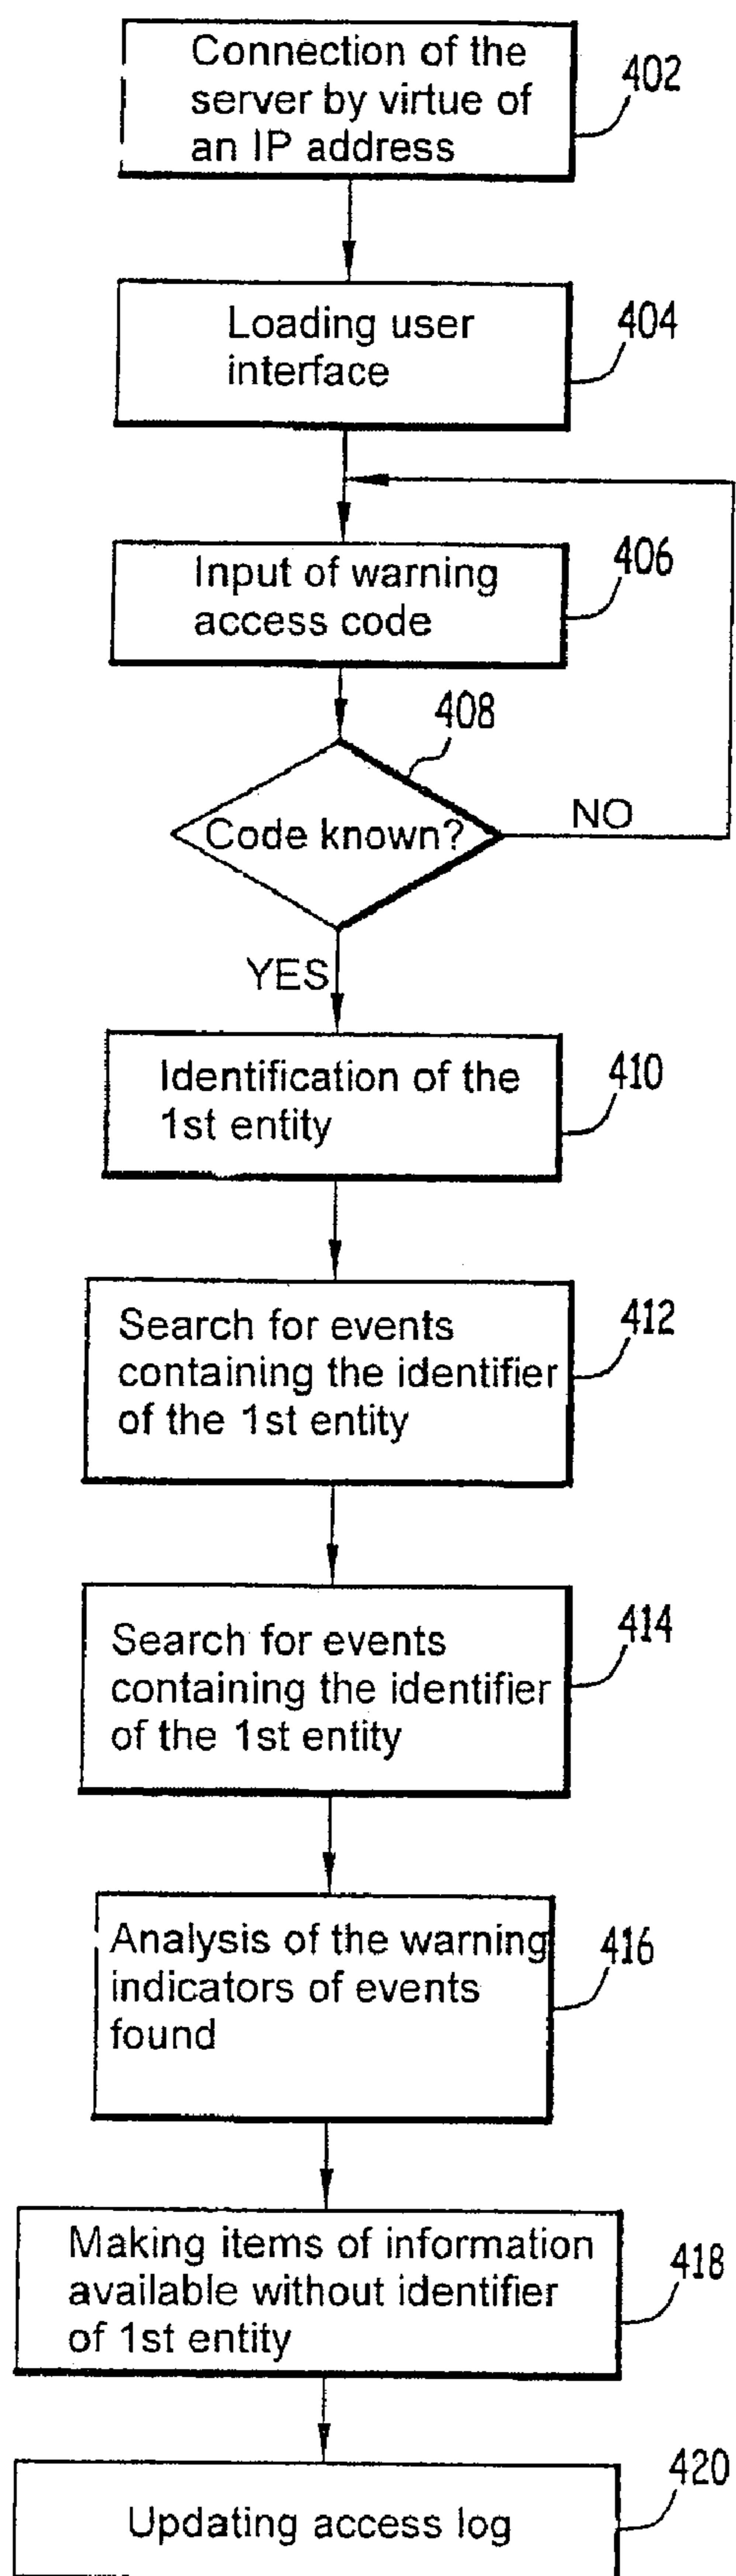 Connection of the
server by virtue of
an IP address
402
Loading user
interface
404
Input of warning
access code
406
408
Code known?
NO
YES
Identification of the
1st entity
410
Search for events
containing the identifier
of the 1st entity
412
Search for events
containing the identifier
of the 1st entity
414
Analysis of the warning
indicators of events
found
416
Making items of information
available without identifier
of 1st entity
418
Updating access log
420